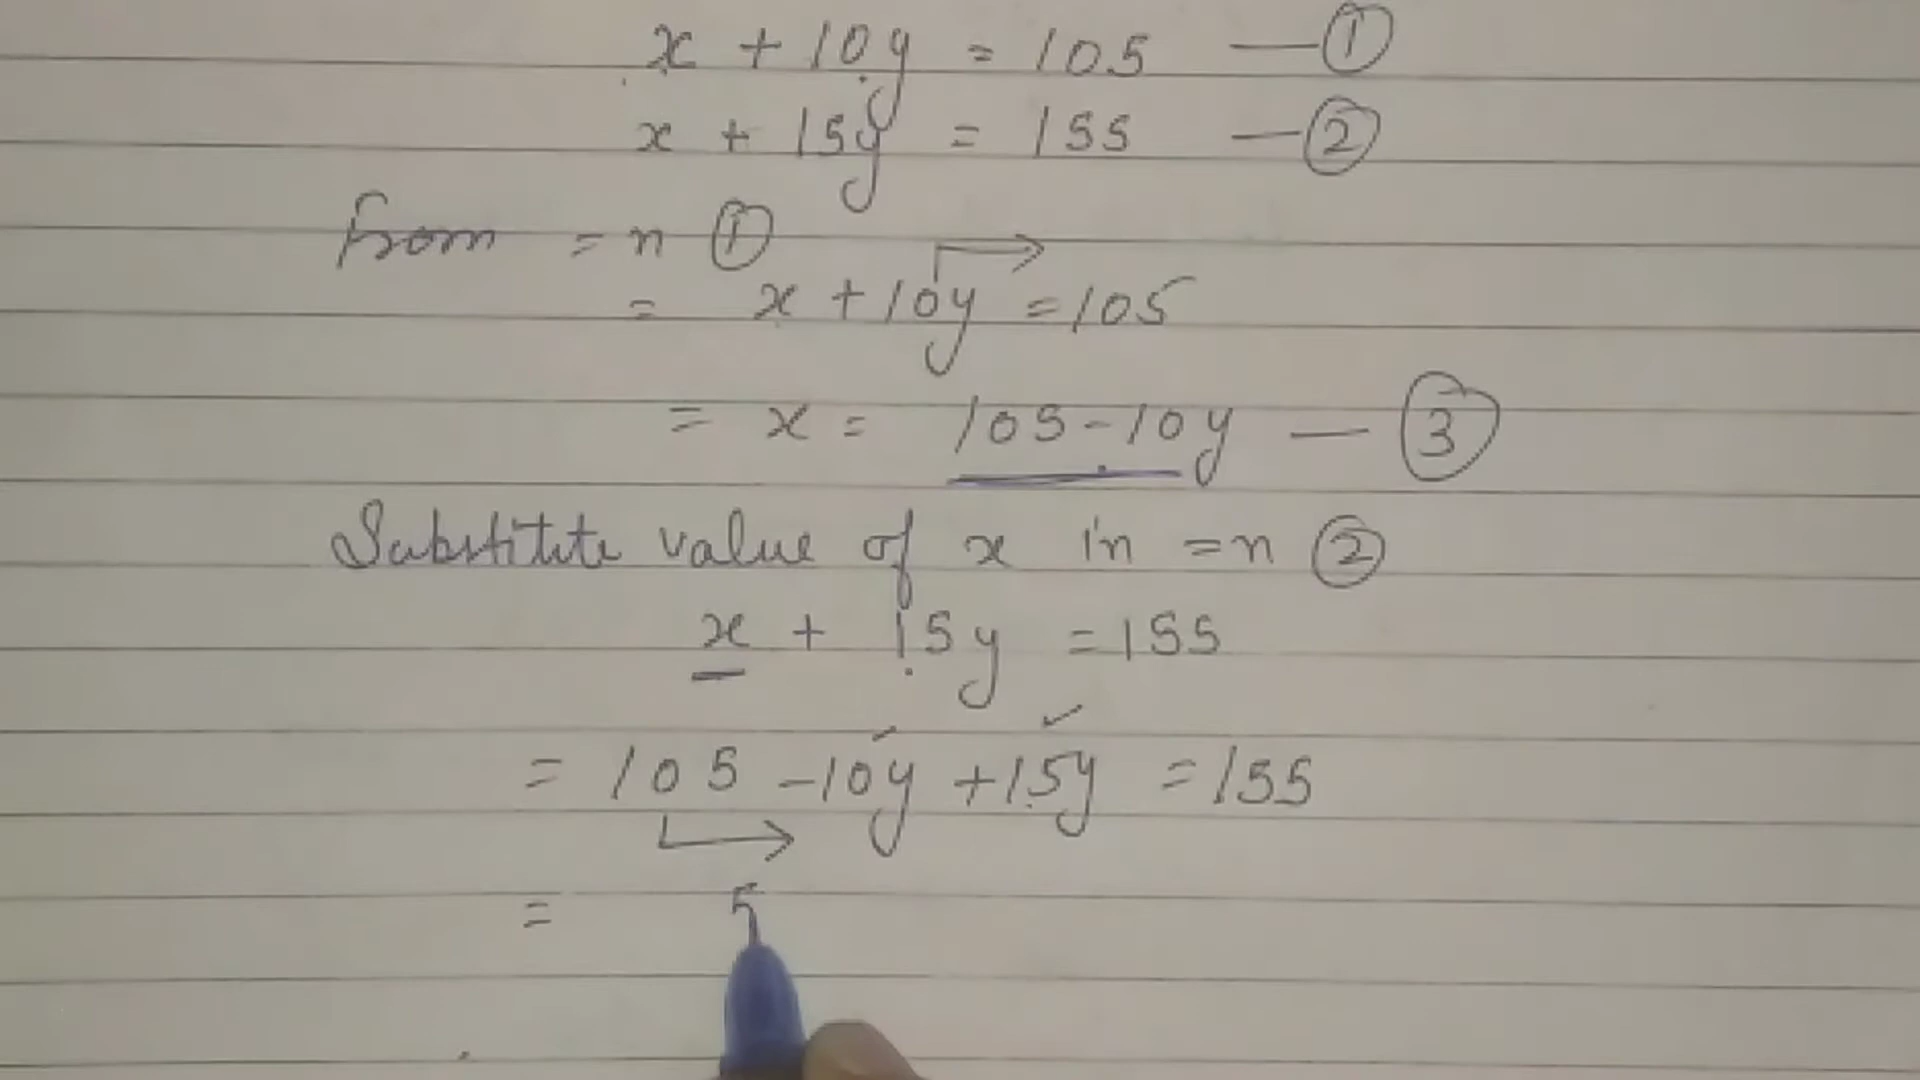 x + 10y = 105 — ①
x + 15y = 155 — ②
from = n ①
= x + 10y = 105
= x = 105 - 10y — ③
Substitute value of x in = n ②
x + 15y = 155
= 105 - 10y + 15y = 155
= 5